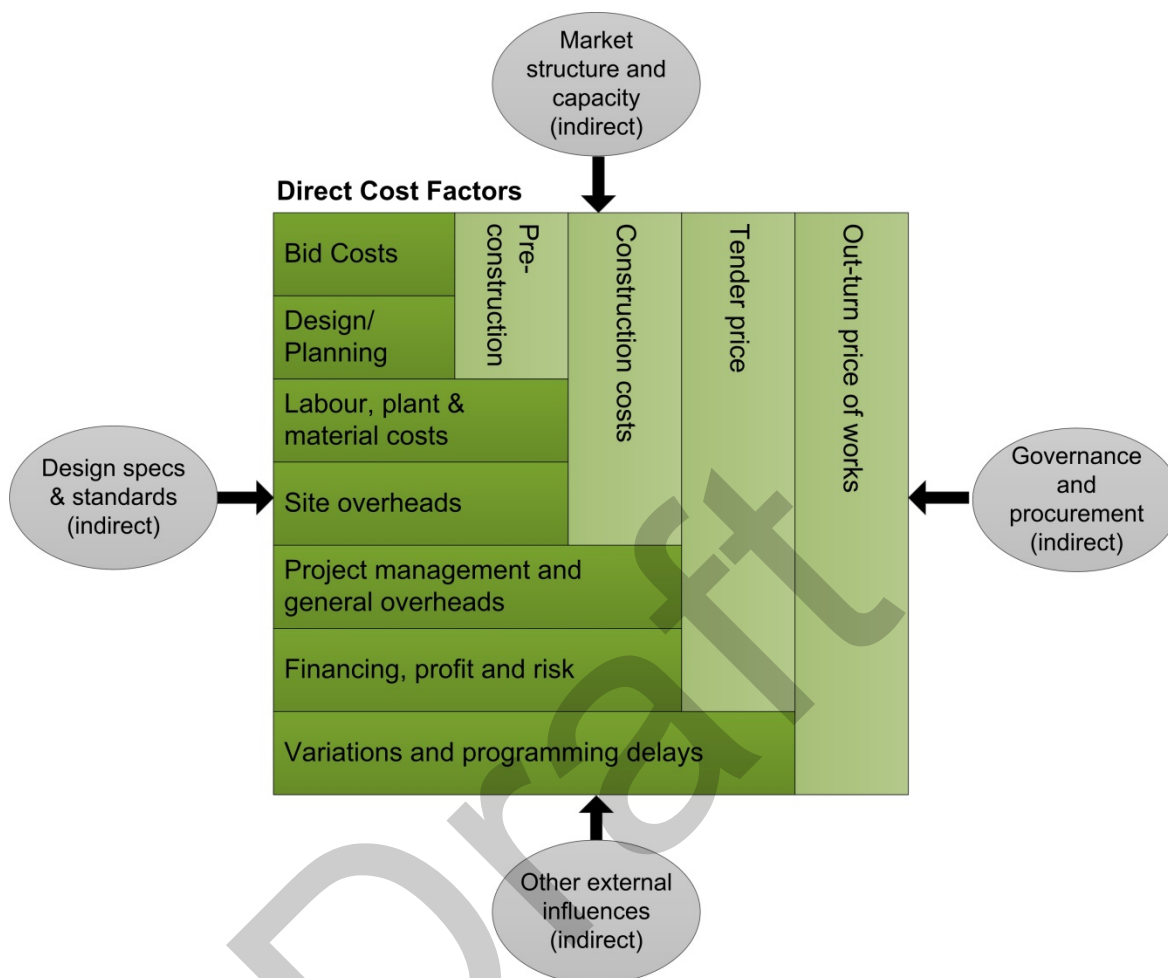 Market
structure and
capacity
(indirect)
Direct Cost Factors
Bid Costs
Pre-
construction
Construction costs
Tender price
Out-turn price of works
Design/
Planning
Labour, plant &
material costs
Site overheads
Project management and
general overheads
Financing, profit and risk
Variations and programming delays
Design specs
& standards
(indirect)
Governance
and
procurement
(indirect)
Other external
influences
(indirect)
Draft